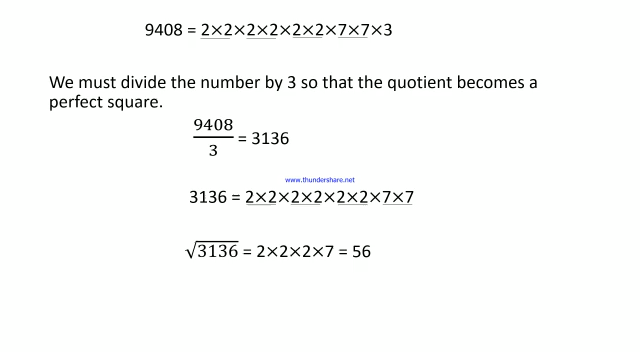 9408 = 2×2×2×2×2×2×7×7×3
We must divide the number by 3 so that the quotient becomes a
perfect square.
9408/3 = 3136
www.thundershare.net
3136 = 2×2×2×2×2×2×7×7
√3136 = 2×2×2×7 = 56